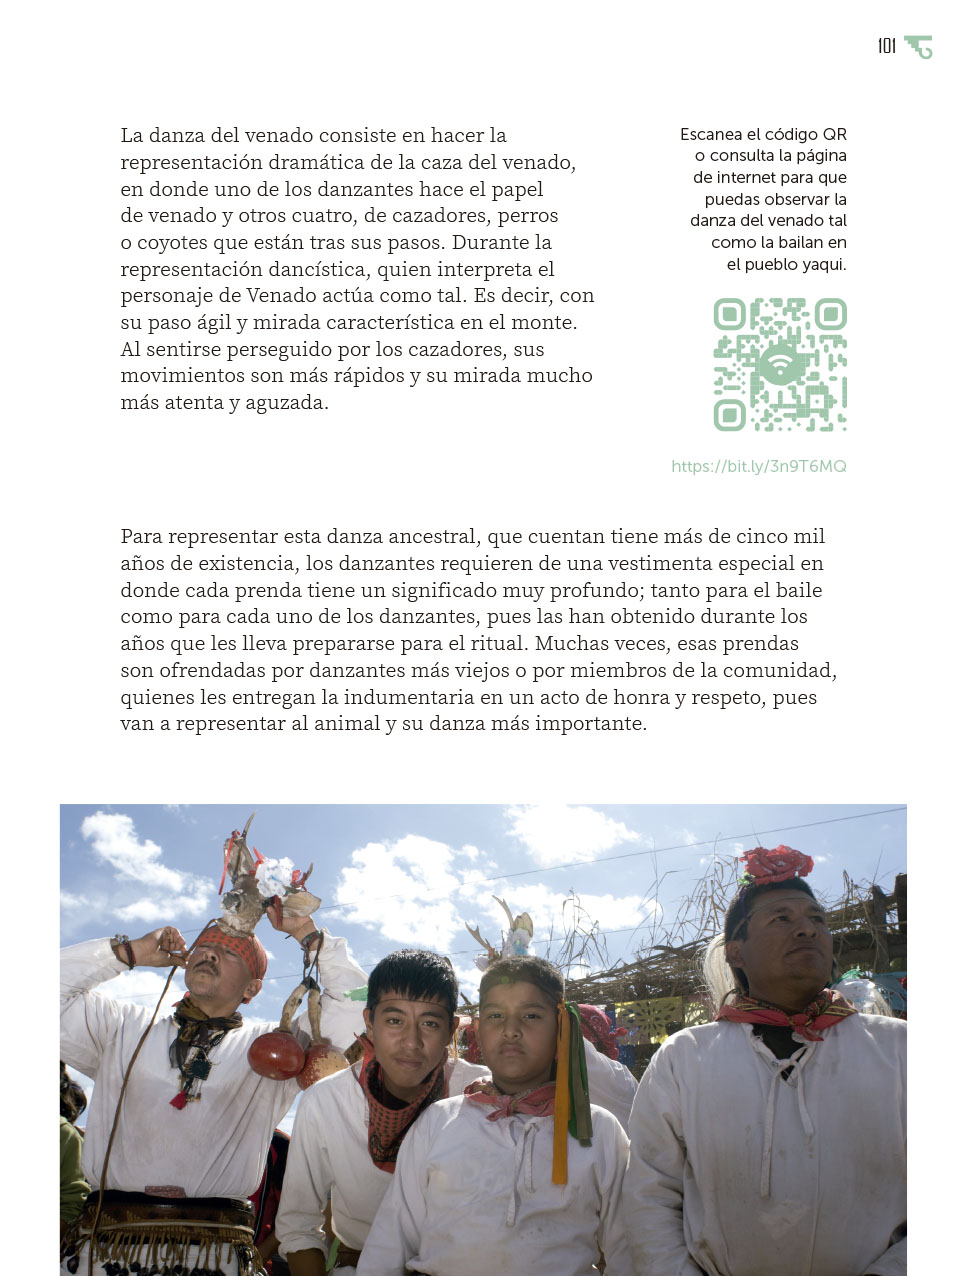 101
La danza del venado consiste en hacer la
representación dramática de la caza del venado,
en donde uno de los danzantes hace el papel
de venado y otros cuatro, de cazadores, perros
o coyotes que están tras sus pasos. Durante la
representación dancística, quien interpreta el
personaje de Venado actúa como tal. Es decir, con
su paso ágil y mirada característica en el monte.
Al sentirse perseguido por los cazadores, sus
movimientos son más rápidos y su mirada mucho
más atenta y aguzada.
Escanea el código QR
o consulta la página
de internet para que
puedas observar la
danza del venado tal
como la bailan en
el pueblo yaqui.
https://bit.ly/3n9T6MQ
Para representar esta danza ancestral, que cuentan tiene más de cinco mil
años de existencia, los danzantes requieren de una vestimenta especial en
donde cada prenda tiene un significado muy profundo; tanto para el baile
como para cada uno de los danzantes, pues las han obtenido durante los
años que les lleva prepararse para el ritual. Muchas veces, esas prendas
son ofrendadas por danzantes más viejos o por miembros de la comunidad,
quienes les entregan la indumentaria en un acto de honra y respeto, pues
van a representar al animal y su danza más importante.